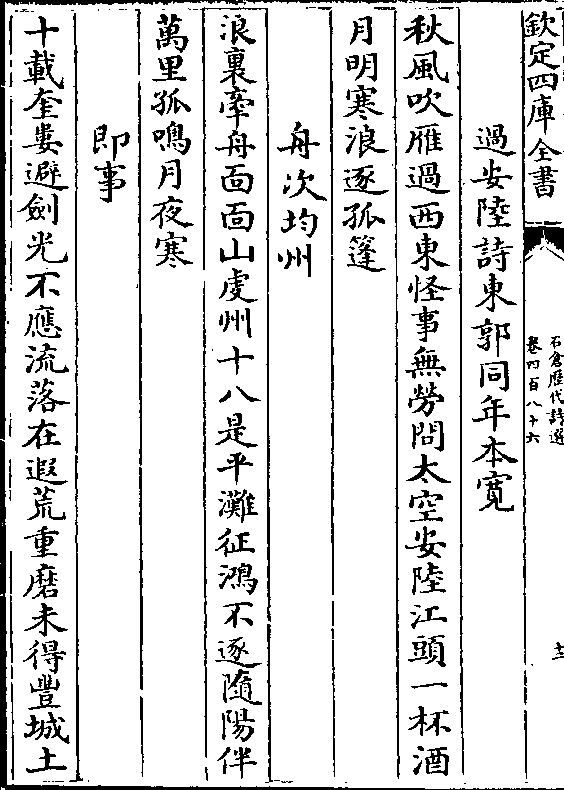 欽定四庫全書
石倉歷代詩選
卷四百八十六
十一
過安陸詩東郭同年本寛
秋風吹雁過西東怪事無勞問太空安陸江頭一杯酒
月明寒浪逐孤篷
舟次均州
浪裏牽舟面面山虔州十八是平灘征鴻不逐隨陽伴
萬里孤鳴月夜寒
即事
十載奎婁避劍光不應流落在遐荒重磨未得豐城土